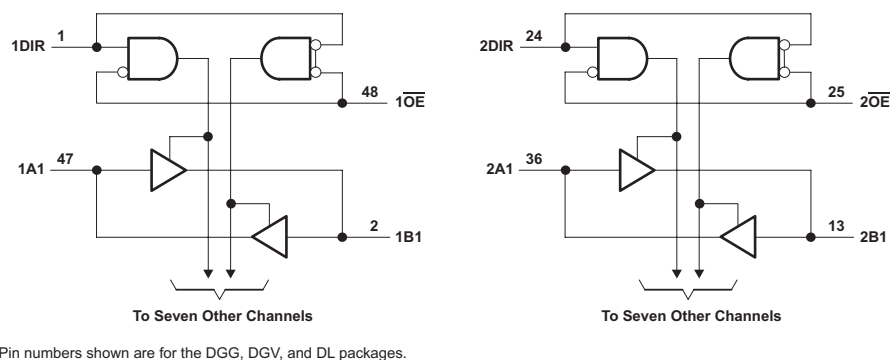 1DIR 1
48 1OE
1A1 47
2 1B1
To Seven Other Channels
2DIR 24
25 2OE
2A1 36
13 2B1
To Seven Other Channels
Pin numbers shown are for the DGG, DGV, and DL packages.